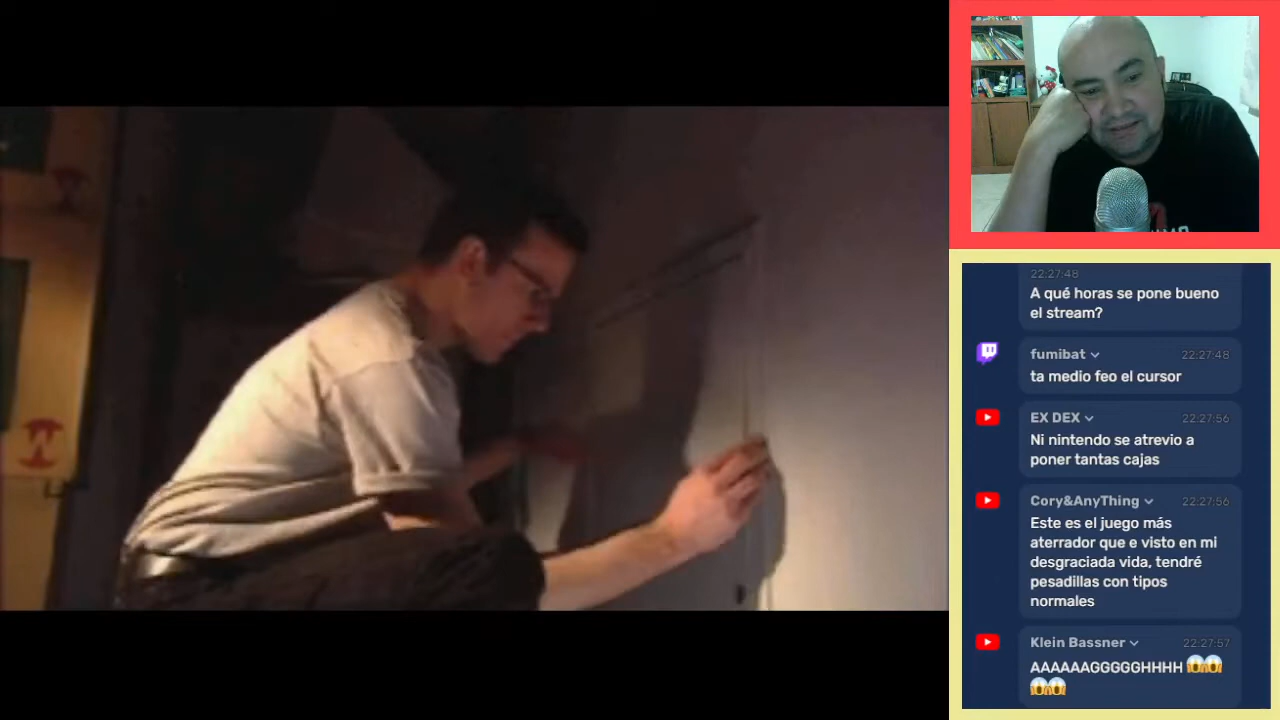 22:27:48
A qué horas se pone bueno
el stream?
fumibat 22:27:48
ta medio feo el cursor
EX DEX 22:27:56
Ni nintendo se atrevio a
poner tantas cajas
Cory&AnyThing 22:27:56
Este es el juego más
aterrador que e visto en mi
desgraciada vida, tendré
pesadillas con tipos
normales
Klein Bassner 22:27:57
AAAAAAGGGGGHHHH 😱😱
😱😱